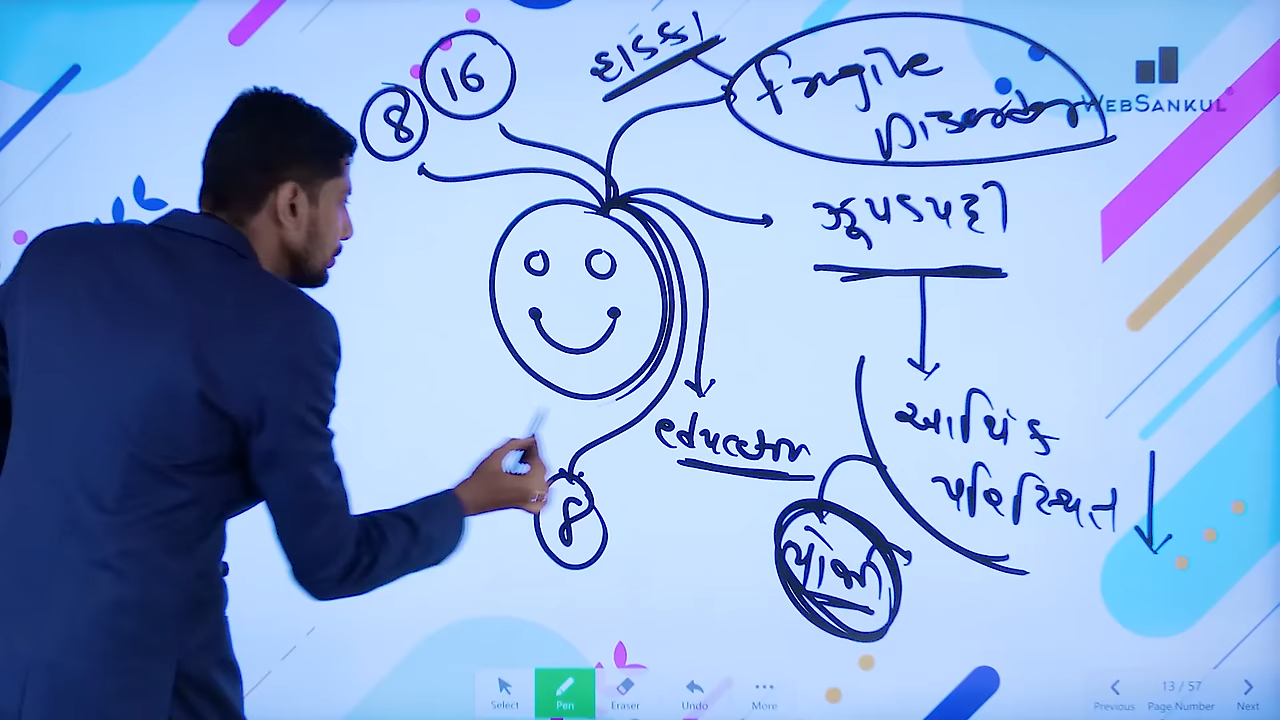 16
8
હાડકા
Fragile
Disorder
WEBSANKUL
ઝૂંપડપટ્ટી
આર્થિક
પરિસ્થિત
education
8
Select
Pen
Eraser
Undo
More
Previous
13 / 57
Page Number
Next